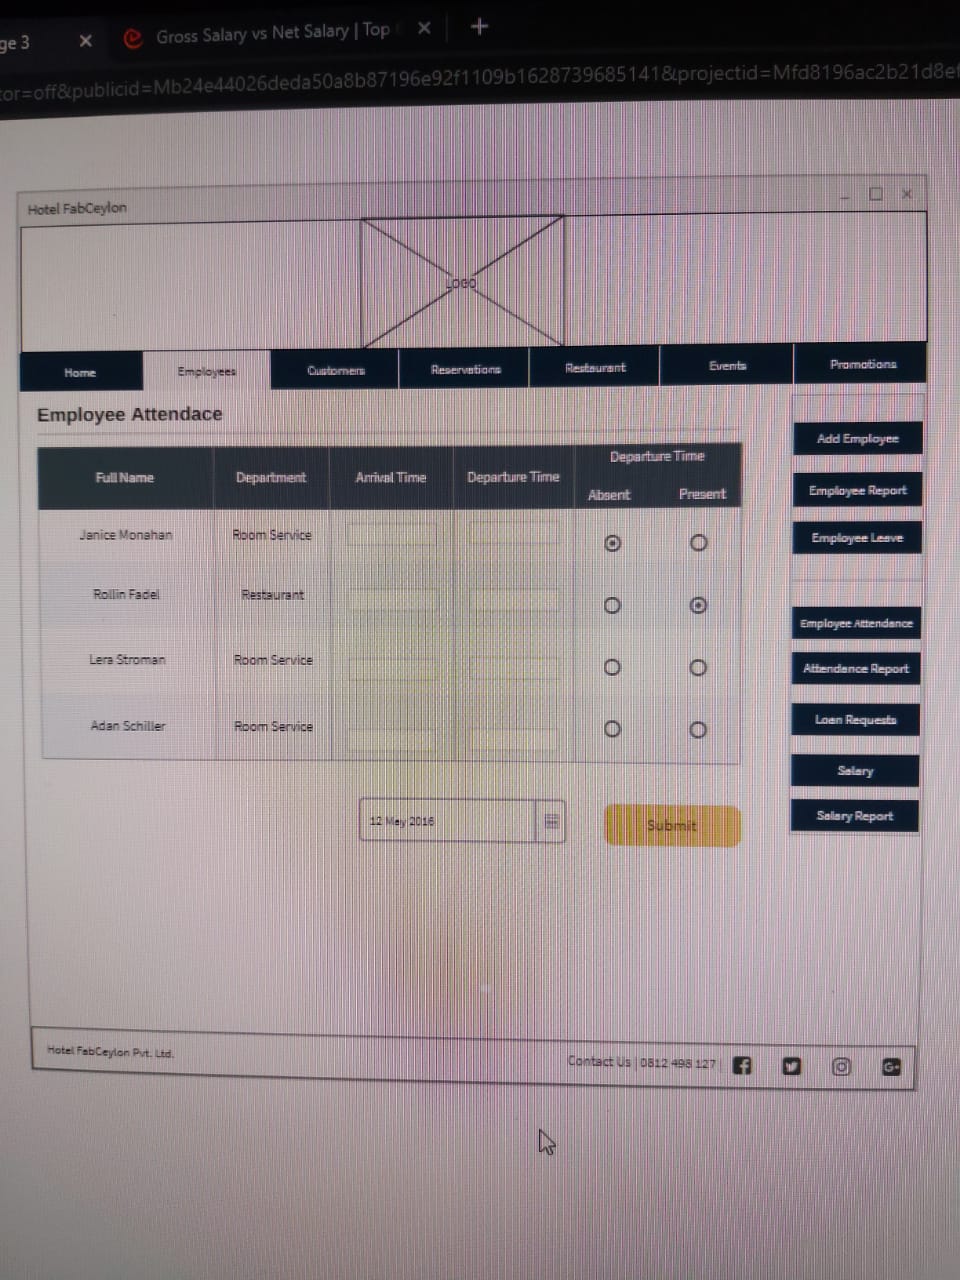 ge 3
Gross Salary vs Net Salary | Top
tor=off&publicid=Mb24e44026deda50a8b87196e92f1109b1628739685141&projectid=Mfd8196ac2b21d8ef
Hotel FabCeylon
LOGO
Home Employees Customers Reservations Restaurant Events Promotions
Employee Attendace
Full Name Department Arrival Time Departure Time Departure Time
Absent Present
Janice Monahan Room Service
Rollin Fadel Restaurant
Lera Stroman Room Service
Adan Schiller Room Service
12 May 2016
Submit
Add Employee
Employee Report
Employee Leave
Employee Attendance
Attendance Report
Loan Requests
Salary
Salary Report
Hotel FabCeylon Pvt. Ltd.
Contact Us | 0812 498 127 |